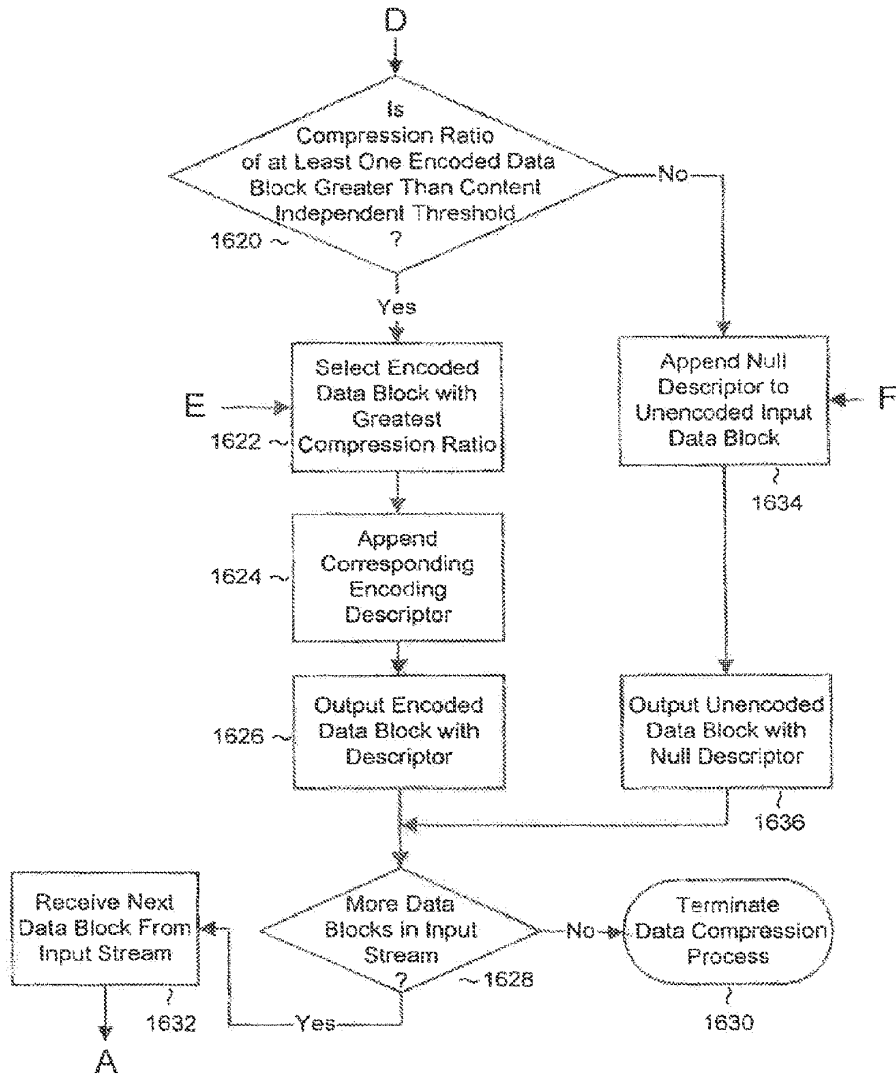 D
Is
Compression Ratio
of at Least One Encoded Data
Block Greater Than Content
Independent Threshold
?
1620
No
Yes
E
Select Encoded
Data Block with
Greatest
Compression Ratio
1622
Append Null
Descriptor to
Unencoded Input
Data Block
F
1634
Append
Corresponding
Encoding
Descriptor
1624
Output Encoded
Data Block with
Descriptor
1626
Output Unencoded
Data Block with
Null Descriptor
1636
Receive Next
Data Block From
Input Stream
1632
A
More Data
Blocks in Input
Stream
?
1628
Yes
No
Terminate
Data Compression
Process
1630